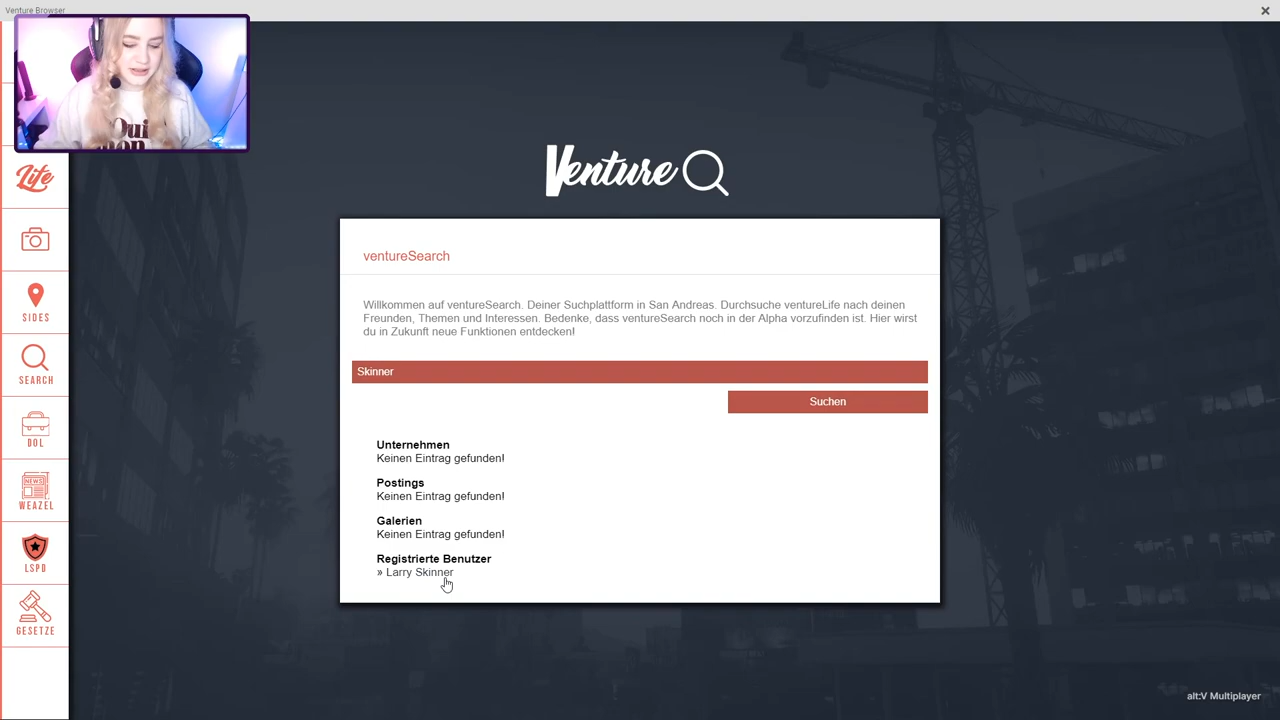 Venture Browser
Oui
mon
Life
SIDES
SEARCH
DOL
NEWS
WEAZEL
LSPD
GESETZE
Venture
ventureSearch
Willkommen auf ventureSearch. Deiner Suchplattform in San Andreas. Durchsuche ventureLife nach deinen
Freunden, Themen und Interessen. Bedenke, dass ventureSearch noch in der Alpha vorzufinden ist. Hier wirst
du in Zukunft neue Funktionen entdecken!
Skinner
Suchen
Unternehmen
Keinen Eintrag gefunden!
Postings
Keinen Eintrag gefunden!
Galerien
Keinen Eintrag gefunden!
Registrierte Benutzer
» Larry Skinner
alt:V Multiplayer